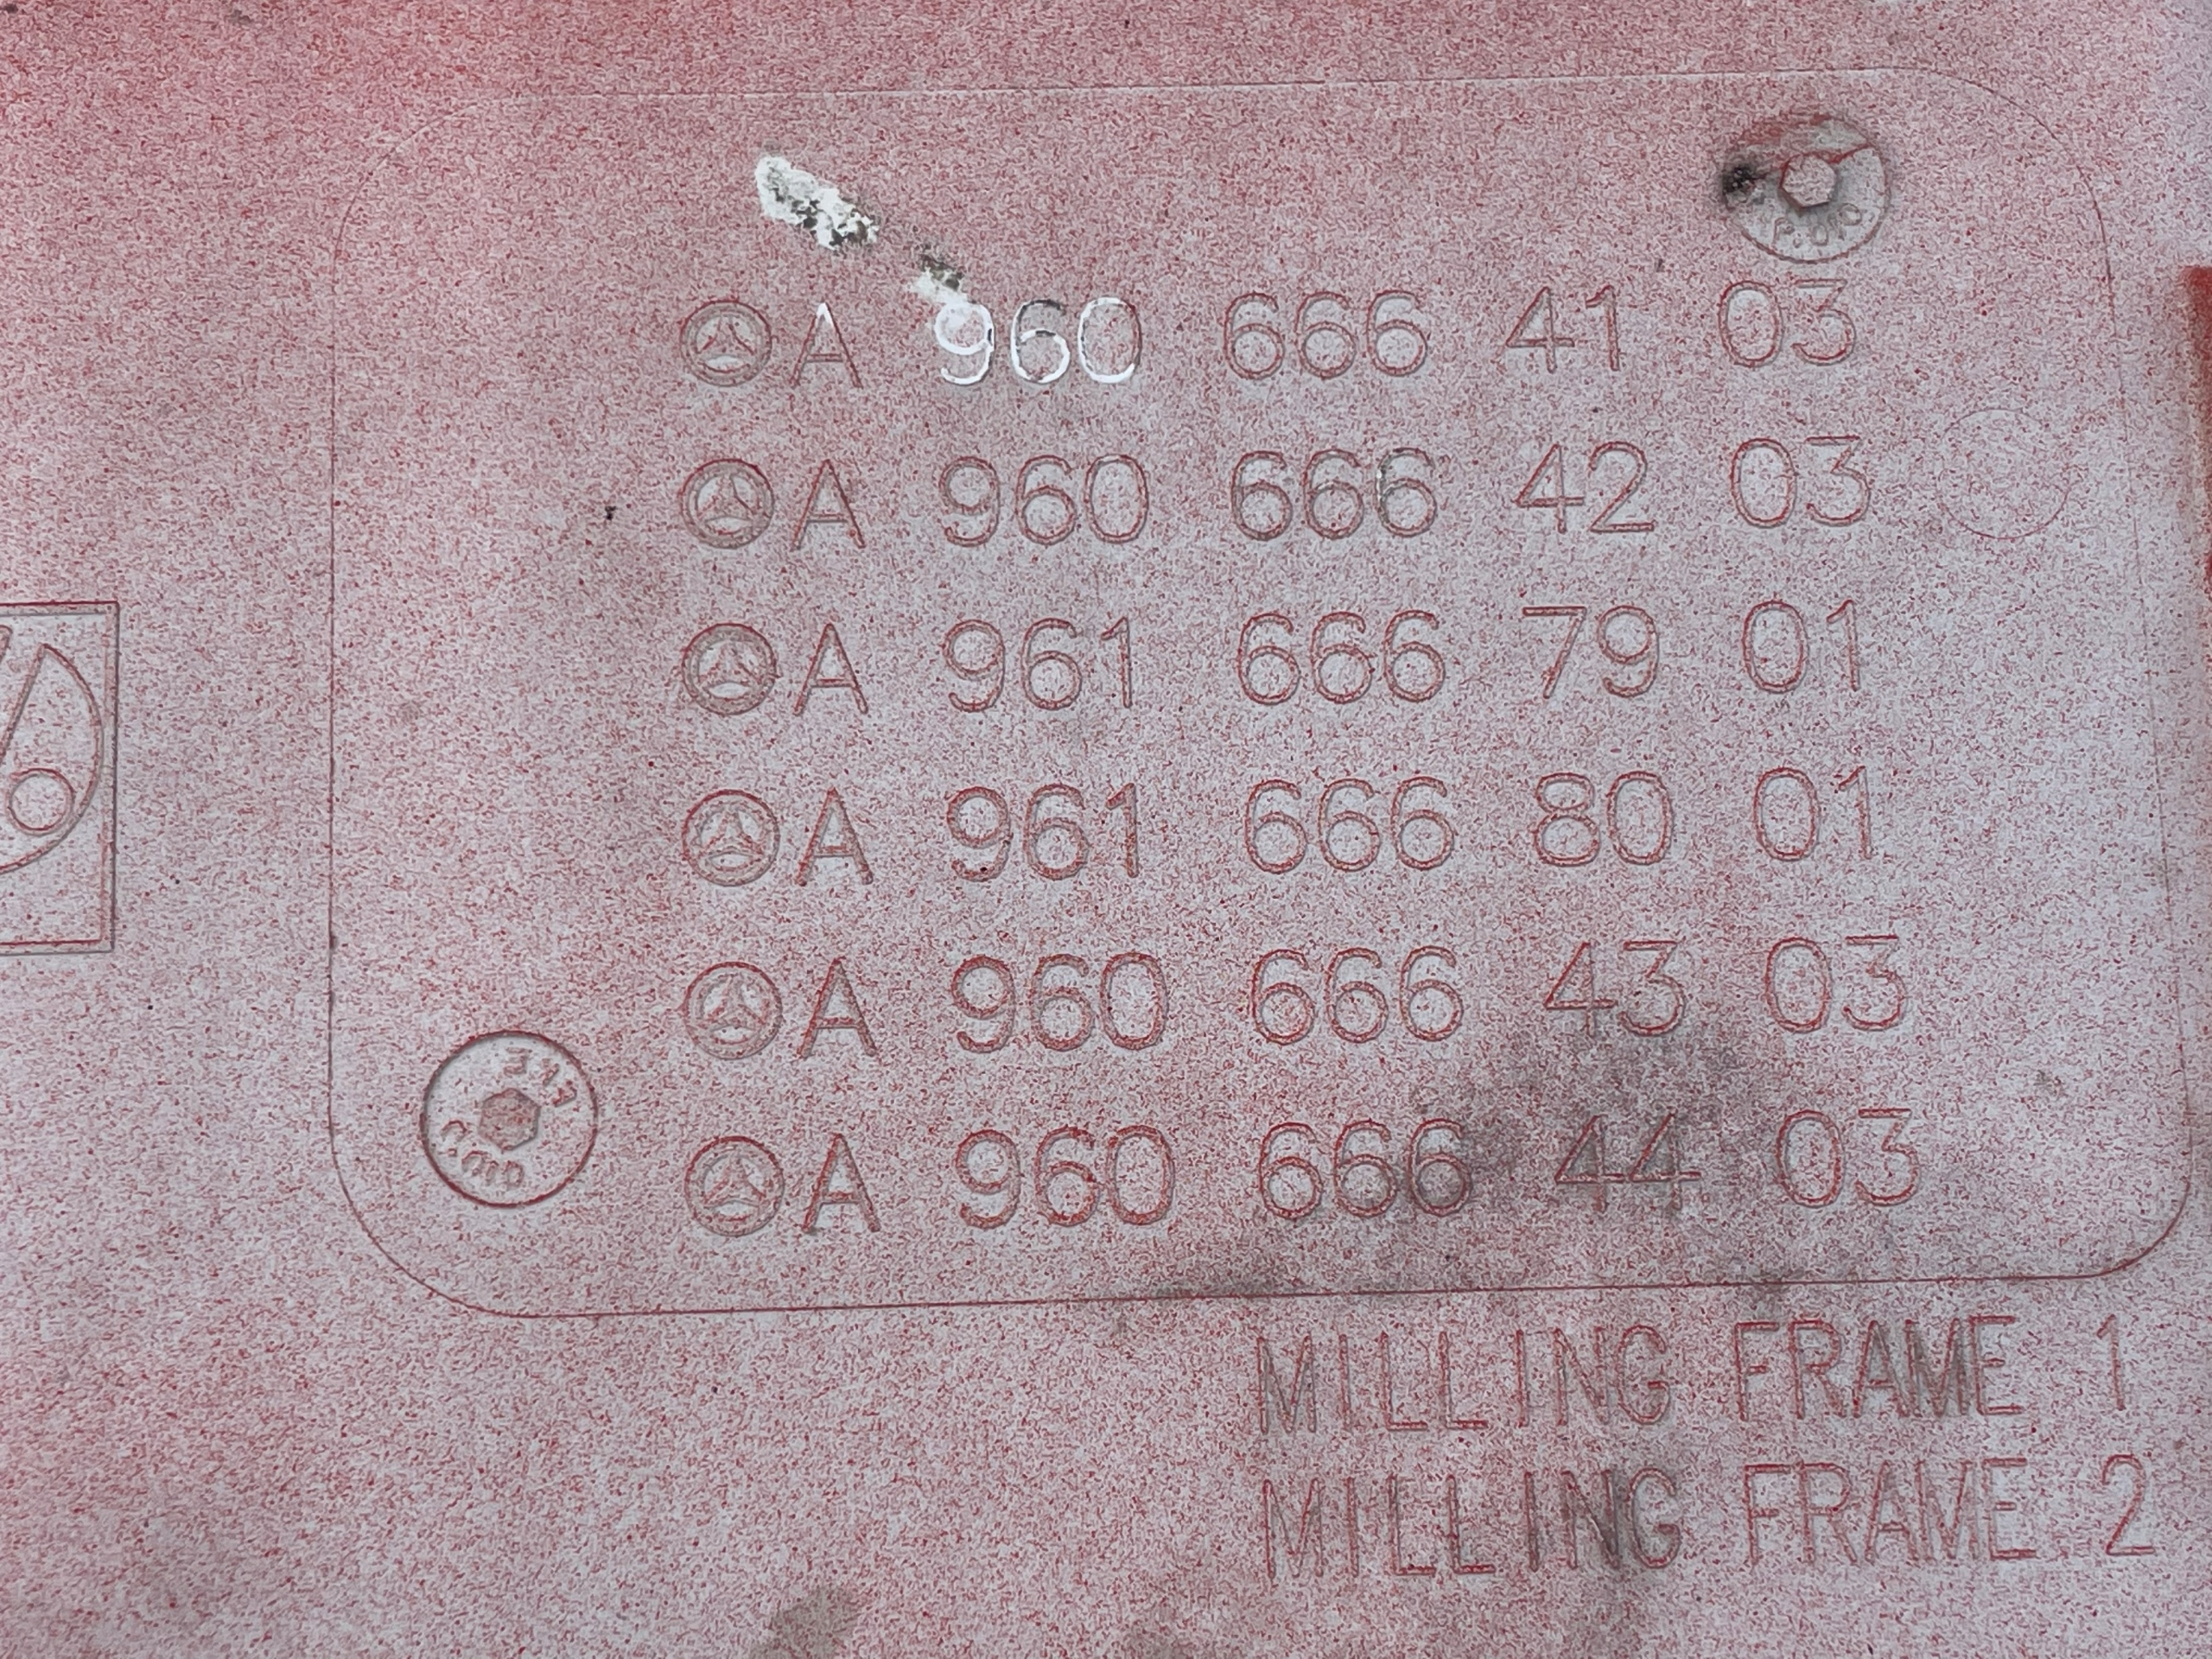 A 960 666 41 03
A 960 666 42 03
A 961 666 79 01
A 961 666 80 01
A 960 666 43 03
A 960 666 44 03
MILLING FRAME 1
MILLING FRAME 2